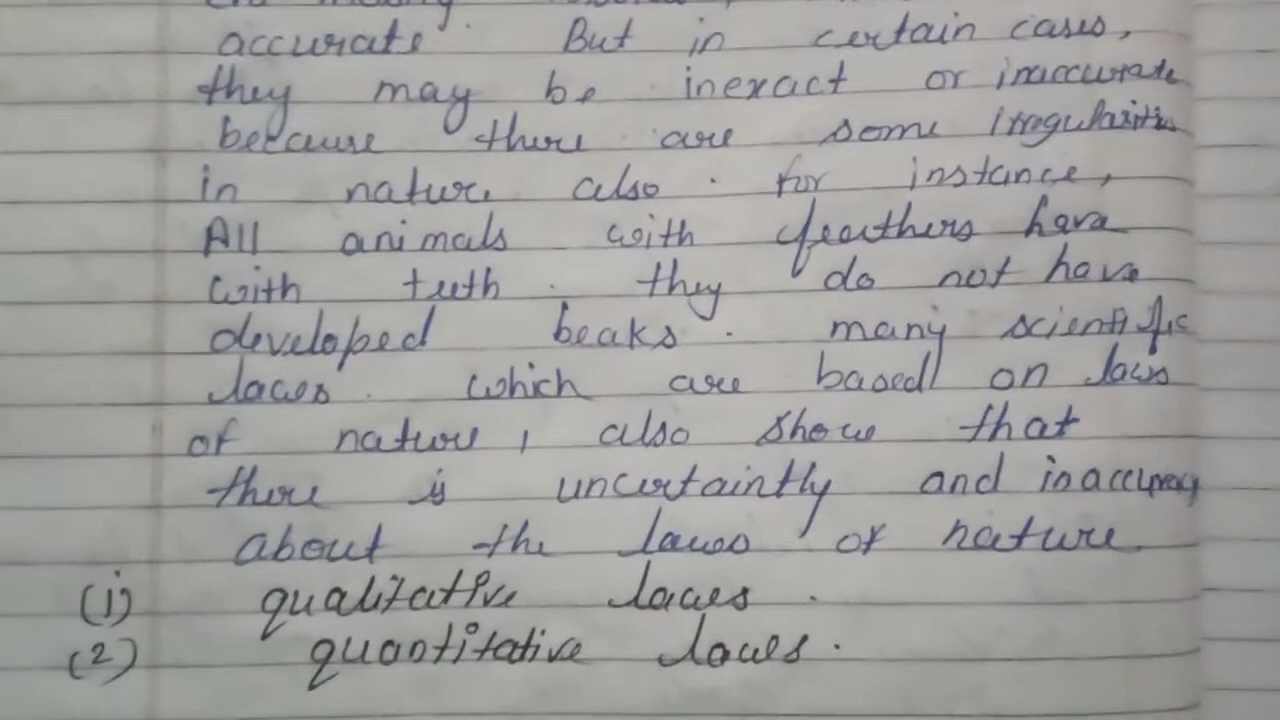 accurate. But in certain cases,
they may be inexact or inaccurate
because there are some irregularities
in nature also. for instance,
All animals with feathers have
with teeth. they do not have
developed beaks. many scientific
laws. which are based on laws
of nature, also show that
there is uncertaintly and inaccuracy
about the laws of nature.
(i) qualitative laws.
(2) quantitative laws.